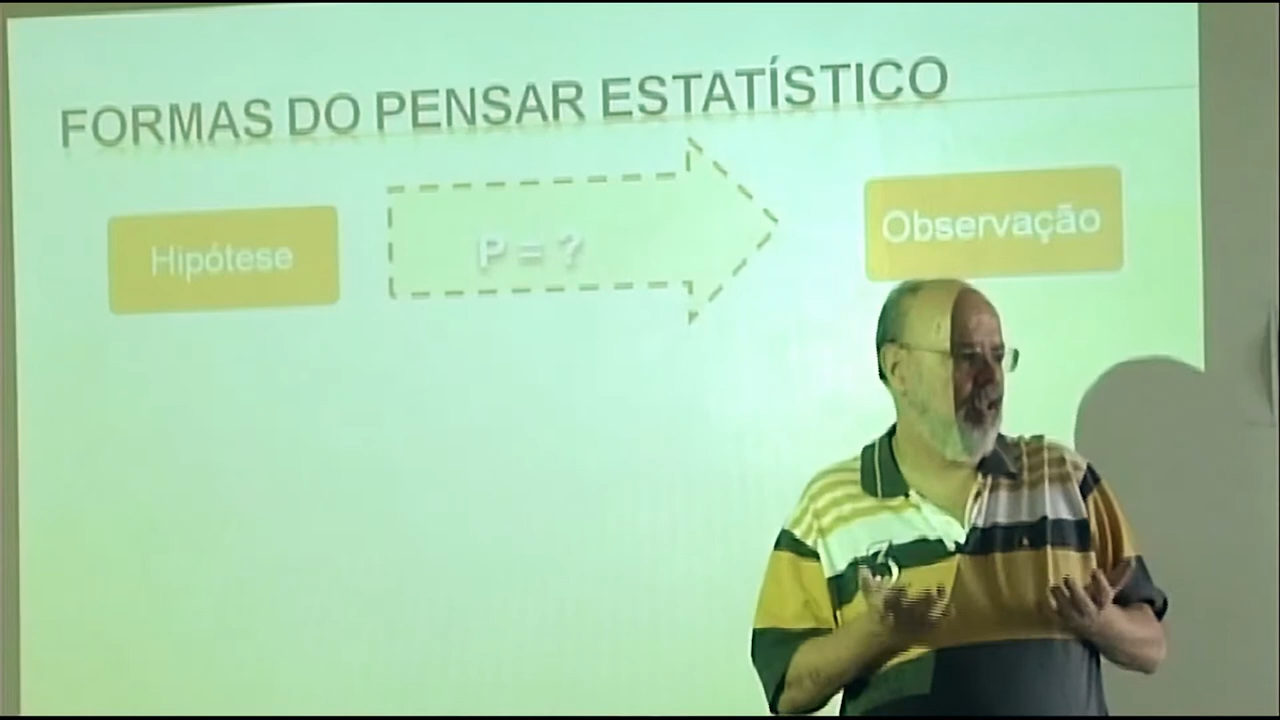 FORMAS DO PENSAR ESTATÍSTICO
Hipótese
P = ?
Observação